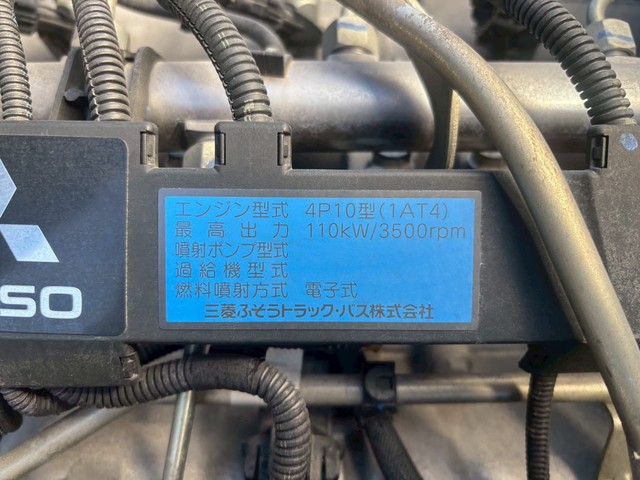 エンジン型式 4P10型(1AT4)
最高出力 110kW/3500rpm
噴射ポンプ型式
過給機型式
燃料噴射方式 電子式
三菱ふそうトラック・バス株式会社
SO